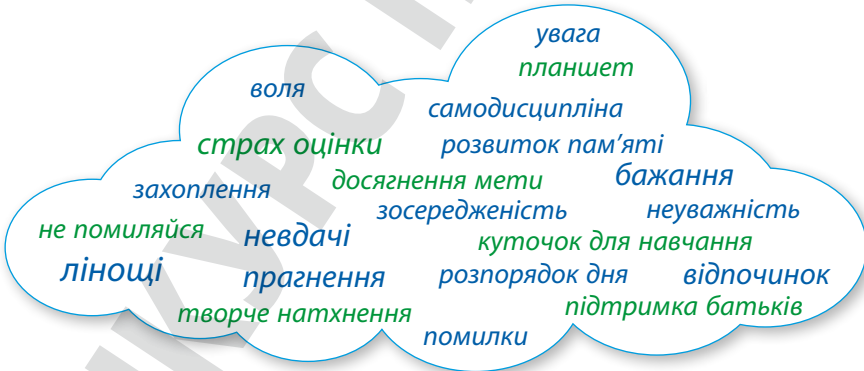 увага
планшет
воля
самодисципліна
страх оцінки
розвиток пам’яті
захоплення
досягнення мети
бажання
зосередженість
неуважність
не помиляйся
невдачі
куточок для навчання
лінощі
прагнення
розпорядок дня
відпочинок
творче натхнення
підтримка батьків
помилки